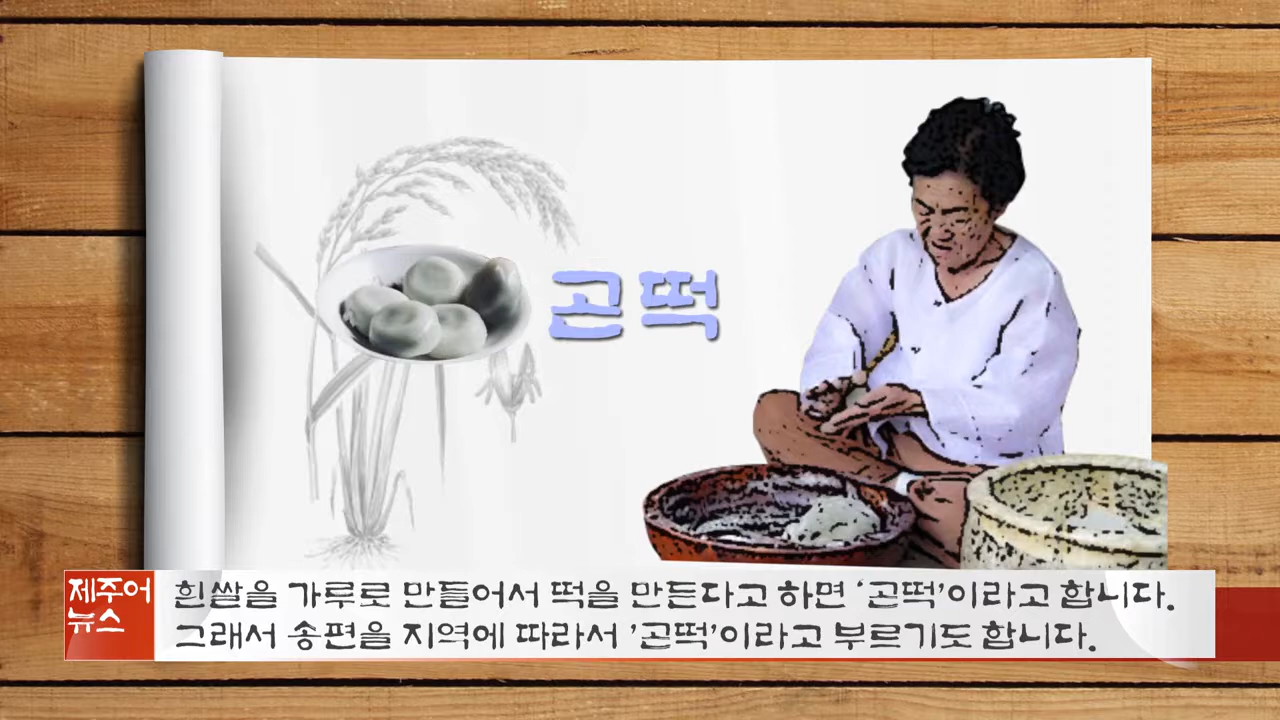 곤떡
제주어
뉴스
흰쌀을 가루로 만들어서 떡을 만든다고 하면 ‘곤떡’이라고 합니다.
그래서 송편을 지역에 따라서 ’곤떡’이라고 부르기도 합니다.